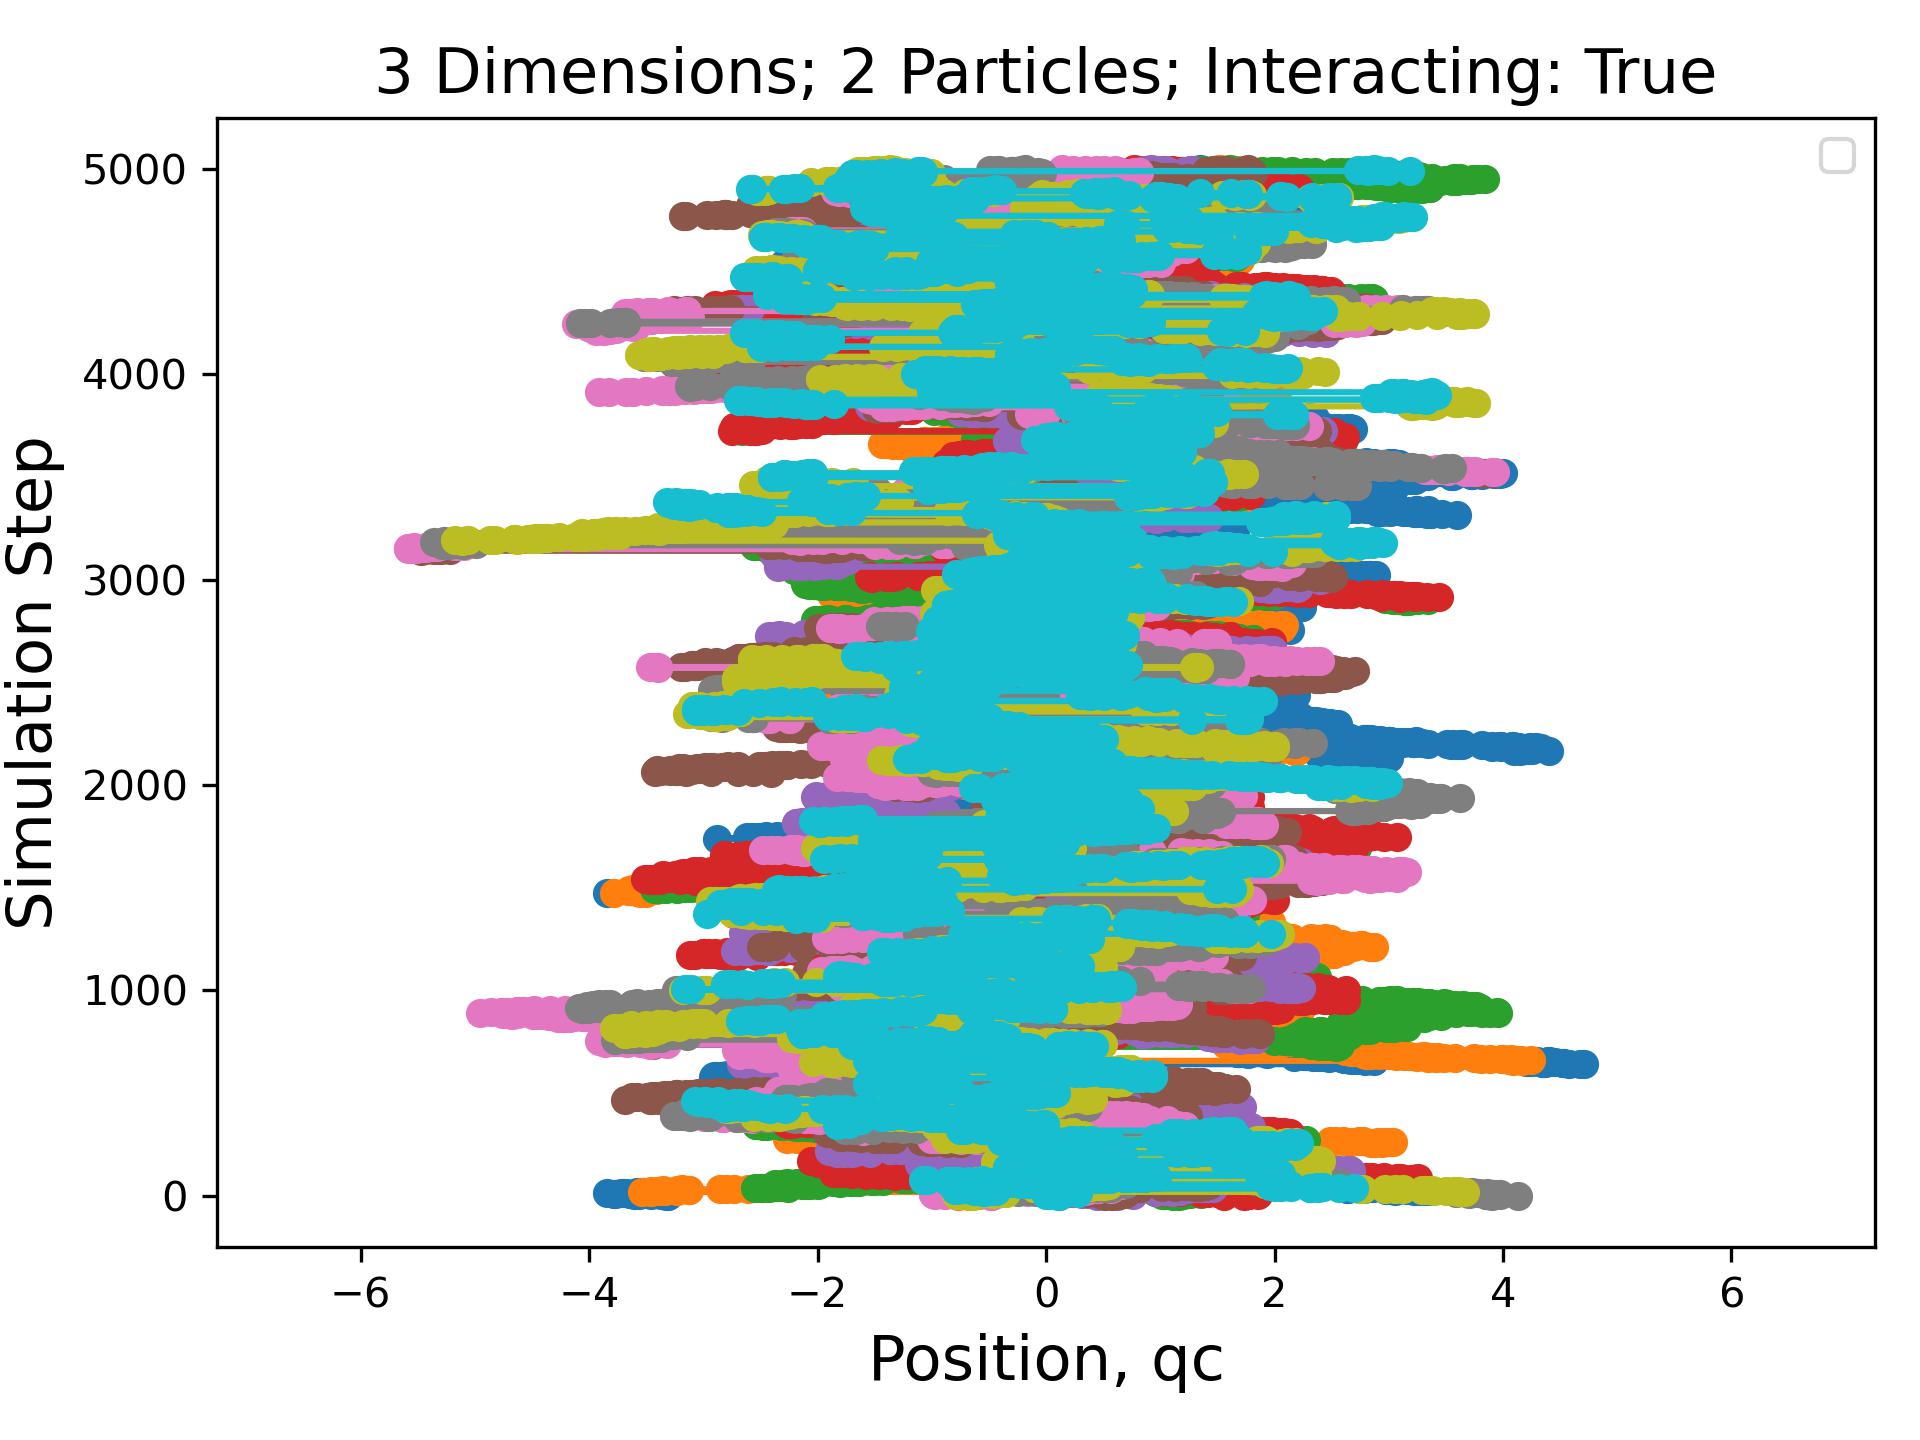 3 Dimensions; 2 Particles; Interacting: True
5000
4000
3000
2000
1000
0
Simulation Step
−6 −4 −2 0 2 4 6
Position, qc